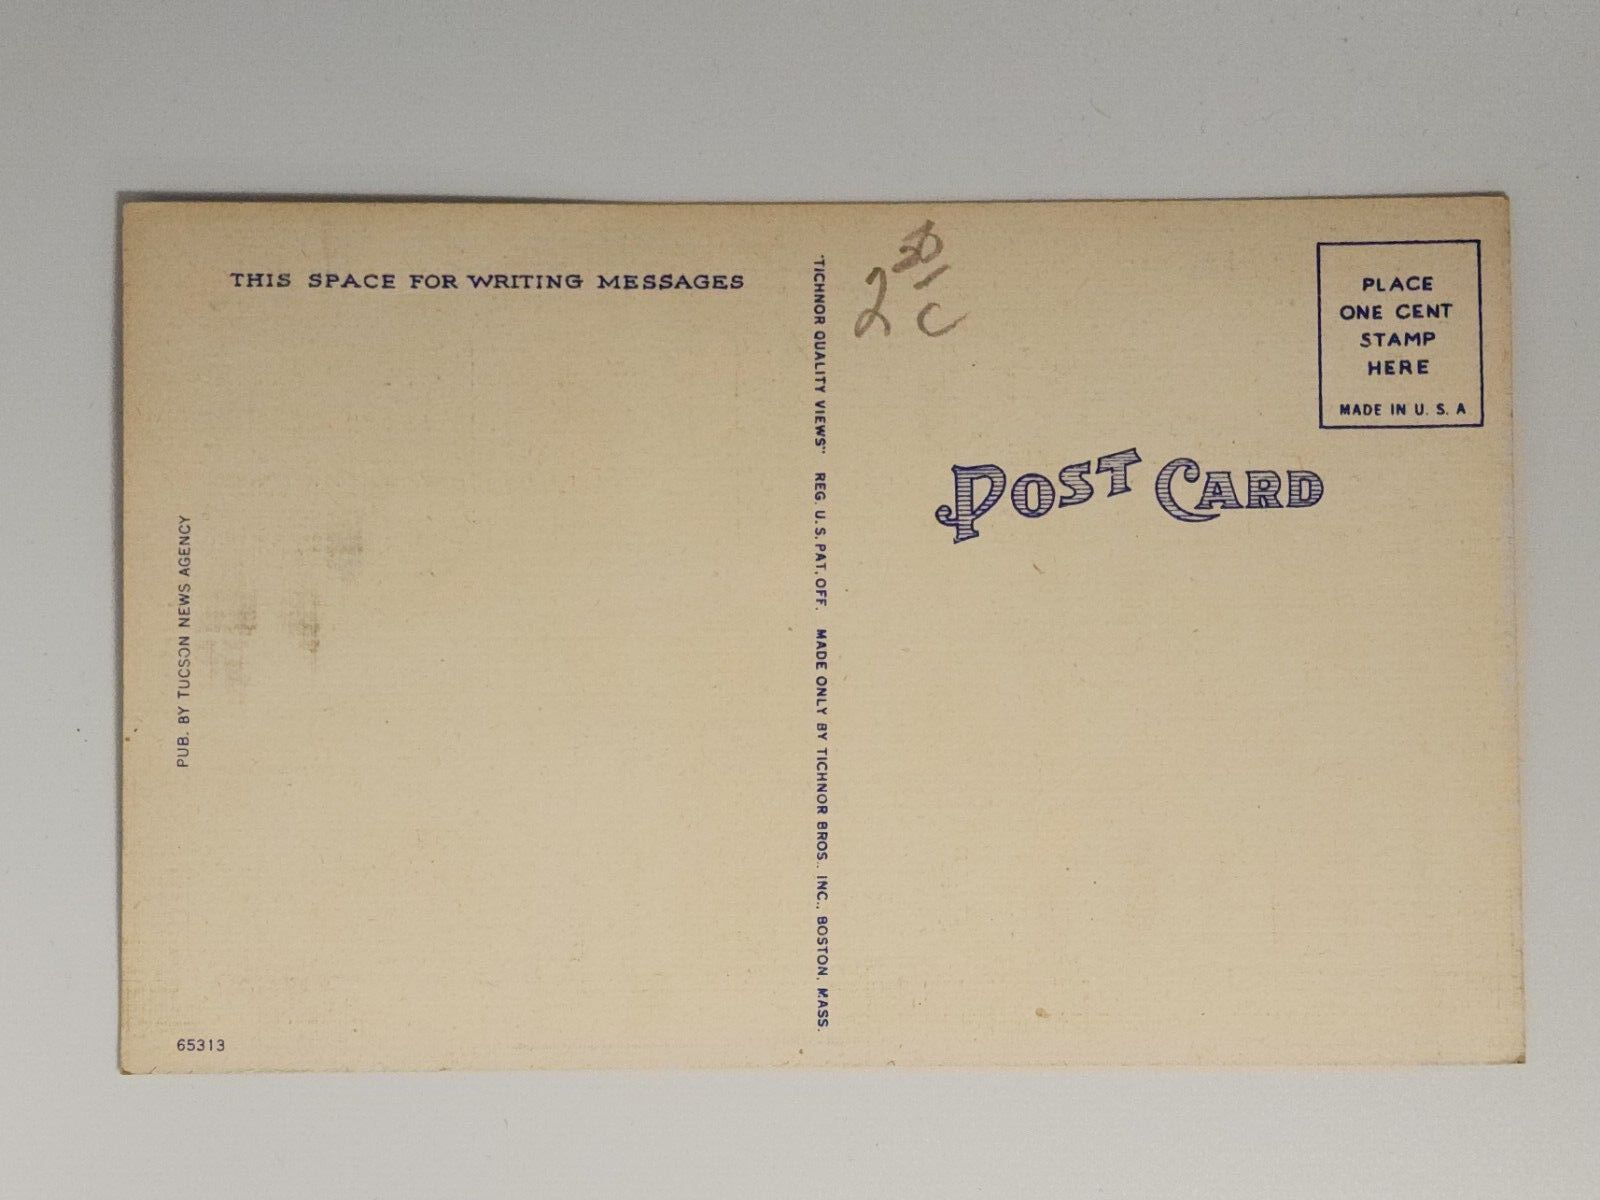 THIS SPACE FOR WRITING MESSAGES
PUB. BY TUCSON NEWS AGENCY
65313
"TICHNOR QUALITY VIEWS" REG. U. S. PAT. OFF. MADE ONLY BY TICHNOR BROS., INC., BOSTON, MASS.
2 50/c
PLACE
ONE CENT
STAMP
HERE
MADE IN U. S. A
POST CARD